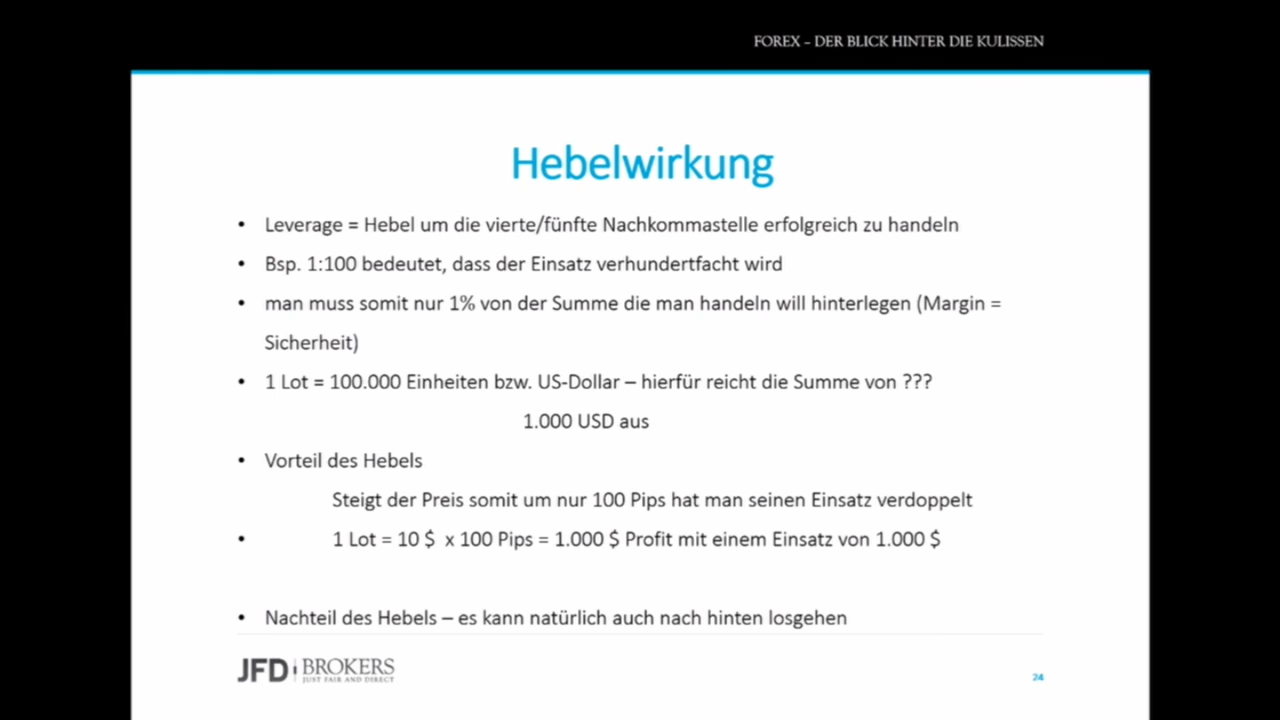 FOREX – DER BLICK HINTER DIE KULISSEN
Hebelwirkung
• Leverage = Hebel um die vierte/fünfte Nachkommastelle erfolgreich zu handeln
• Bsp. 1:100 bedeutet, dass der Einsatz verhundertfacht wird
• man muss somit nur 1% von der Summe die man handeln will hinterlegen (Margin =
Sicherheit)
• 1 Lot = 100.000 Einheiten bzw. US-Dollar – hierfür reicht die Summe von ???
1.000 USD aus
• Vorteil des Hebels
Steigt der Preis somit um nur 100 Pips hat man seinen Einsatz verdoppelt
• 1 Lot = 10 $ x 100 Pips = 1.000 $ Profit mit einem Einsatz von 1.000 $
• Nachteil des Hebels – es kann natürlich auch nach hinten losgehen
JFD BROKERS
JUST FAIR AND DIRECT
24